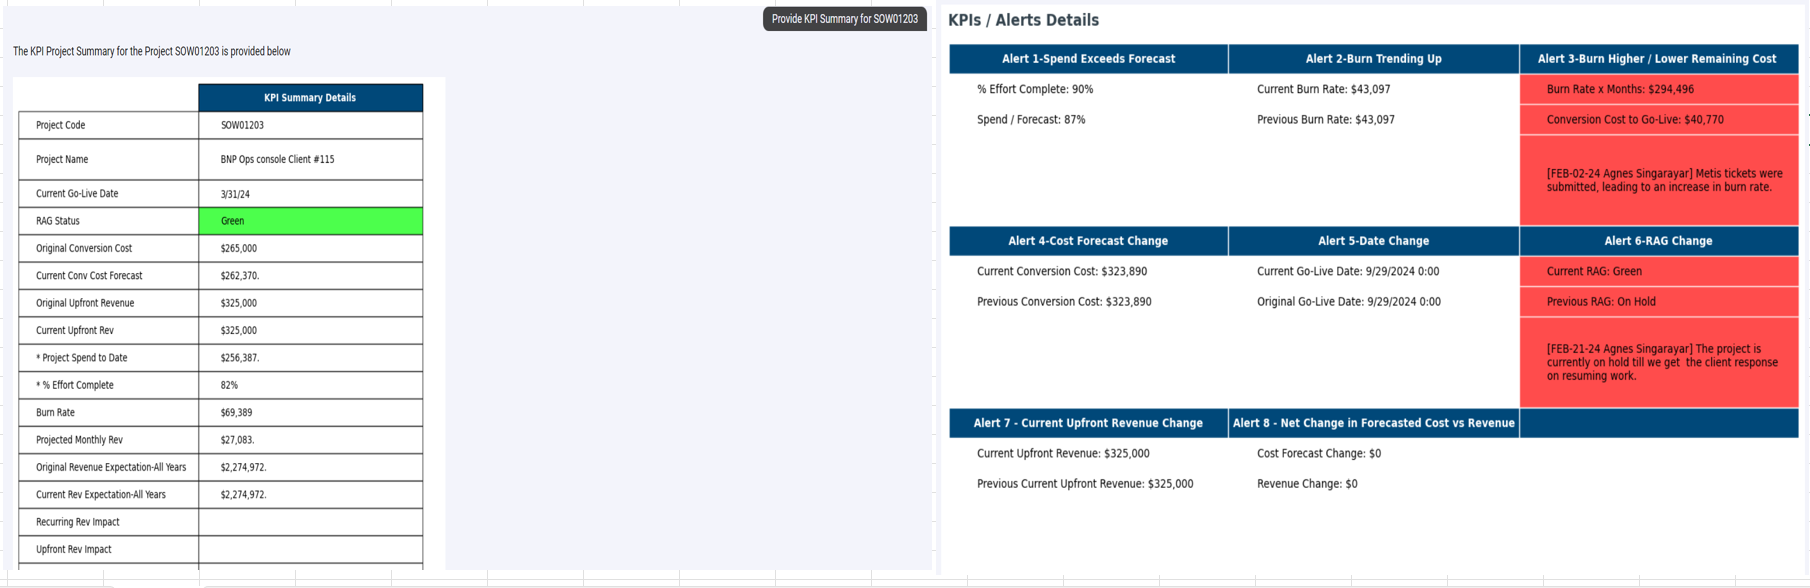 Provide KPI Summary for SOW01203
The KPI Project Summary for the Project SOW01203 is provided below
KPI Summary Details
Project Code SOW01203
Project Name BNP Ops console Client #115
Current Go-Live Date 3/31/24
RAG Status Green
Original Conversion Cost $265,000
Current Conv Cost Forecast $262,370.
Original Upfront Revenue $325,000
Current Upfront Rev $325,000
* Project Spend to Date $256,387.
* % Effort Complete 82%
Burn Rate $69,389
Projected Monthly Rev $27,083.
Original Revenue Expectation-All Years $2,274,972.
Current Rev Expectation-All Years $2,274,972.
Recurring Rev Impact
Upfront Rev Impact
KPIs / Alerts Details
Alert 1-Spend Exceeds Forecast Alert 2-Burn Trending Up Alert 3-Burn Higher / Lower Remaining Cost
% Effort Complete: 90% Current Burn Rate: $43,097 Burn Rate x Months: $294,496
Spend / Forecast: 87% Previous Burn Rate: $43,097 Conversion Cost to Go-Live: $40,770
[FEB-02-24 Agnes Singarayar] Metis tickets were
submitted, leading to an increase in burn rate.
Alert 4-Cost Forecast Change Alert 5-Date Change Alert 6-RAG Change
Current Conversion Cost: $323,890 Current Go-Live Date: 9/29/2024 0:00 Current RAG: Green
Previous Conversion Cost: $323,890 Original Go-Live Date: 9/29/2024 0:00 Previous RAG: On Hold
[FEB-21-24 Agnes Singarayar] The project is
currently on hold till we get the client response
on resuming work.
Alert 7 - Current Upfront Revenue Change Alert 8 - Net Change in Forecasted Cost vs Revenue
Current Upfront Revenue: $325,000 Cost Forecast Change: $0
Previous Current Upfront Revenue: $325,000 Revenue Change: $0